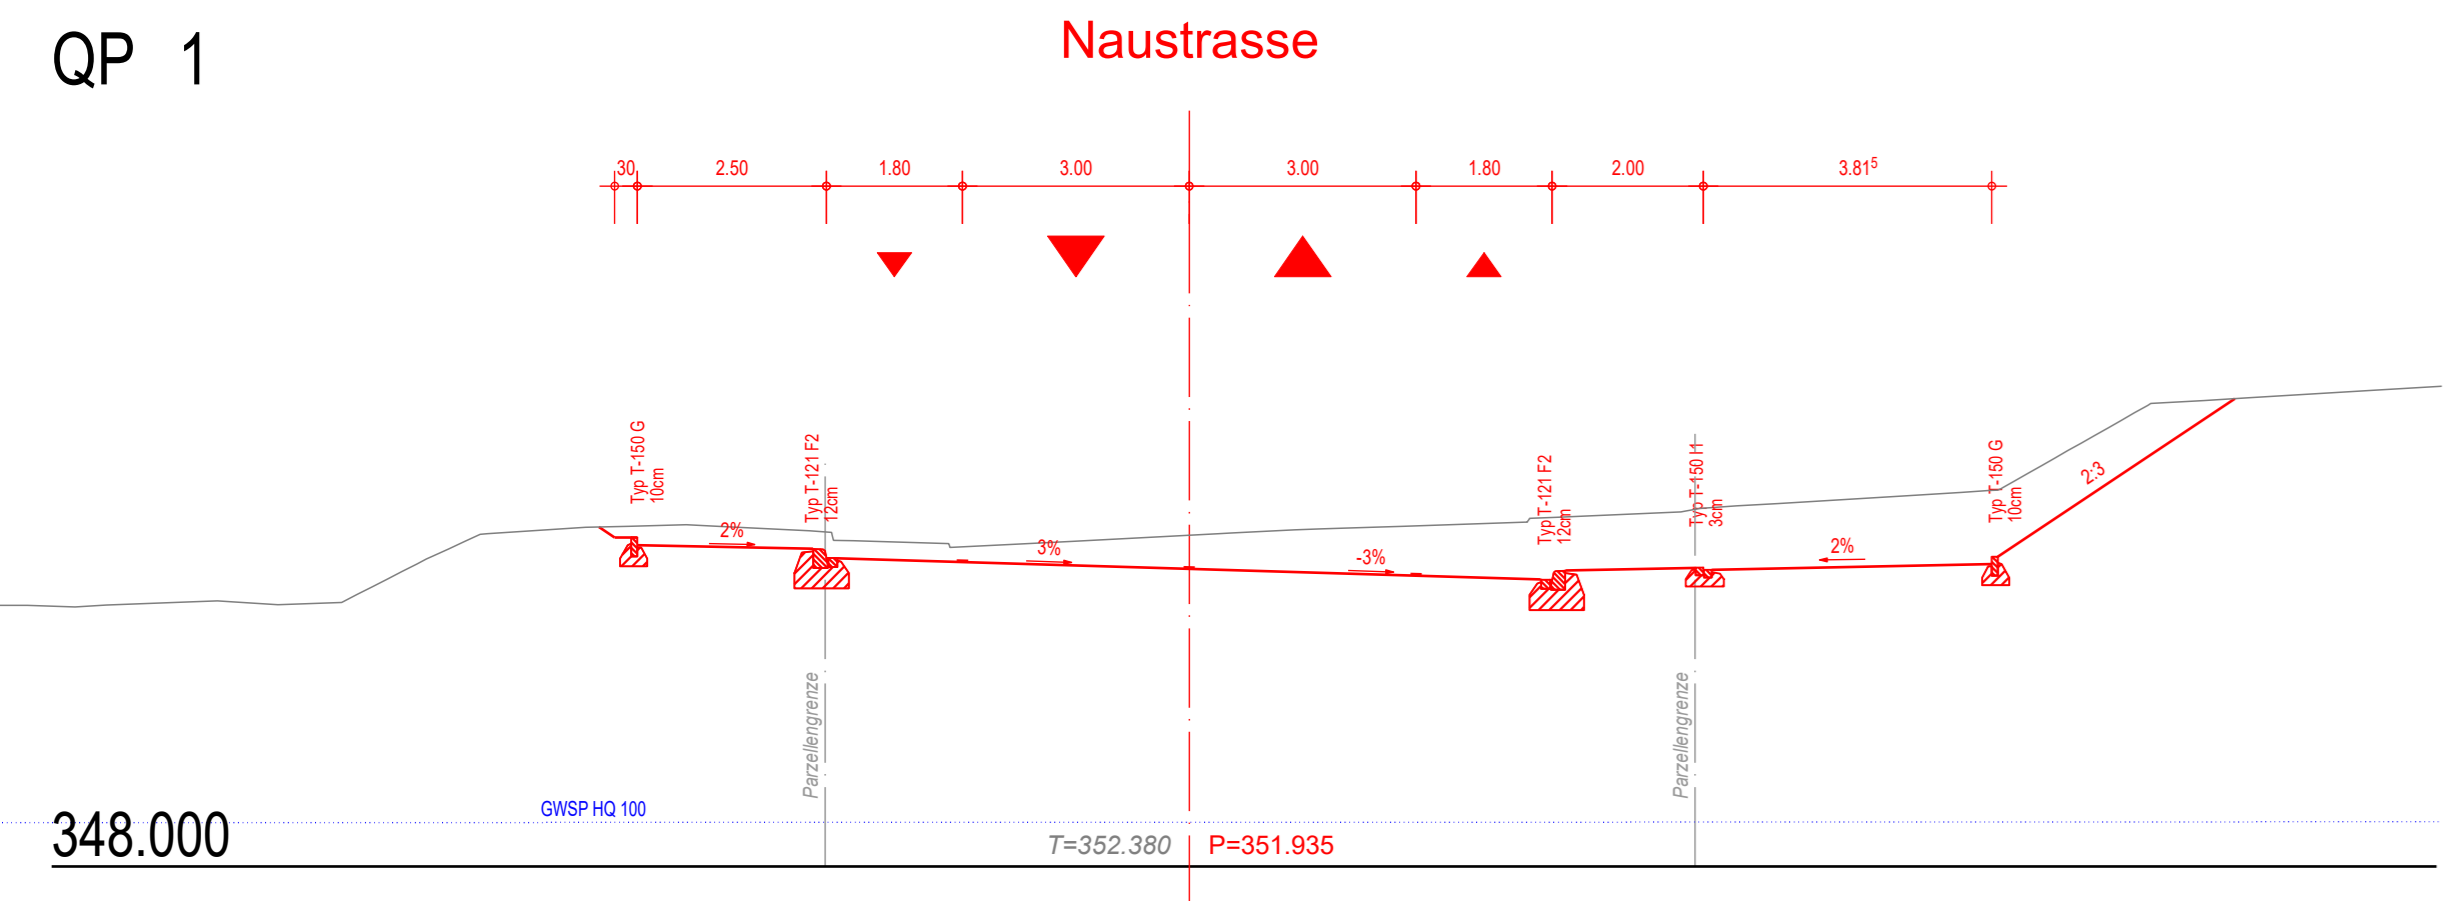 QP 1
Naustrasse
30 2.50 1.80 3.00 3.00 1.80 2.00 3.81⁵
Typ T-150 G
10cm
Typ T-121 F2
12cm
Typ T-121 F2
12cm
Typ T-150 I1
3cm
Typ T-150 G
10cm
2:3
2%
3%
-3%
2%
Parzellengrenze
Parzellengrenze
GWSP HQ 100
348.000
T=352.380
P=351.935